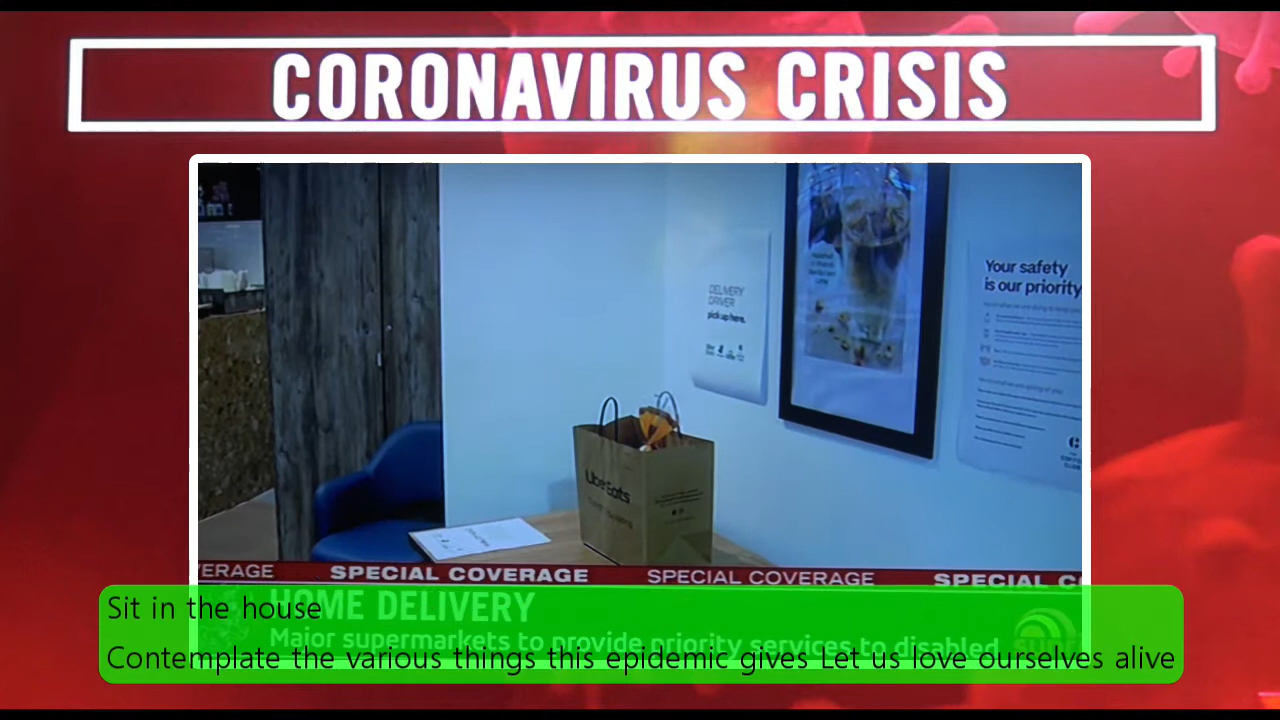 CORONAVIRUS CRISIS
DELIVERY
DRIVER
pick up here.
Your safety
is our priority
Uber Eats
VERAGE SPECIAL COVERAGE SPECIAL COVERAGE SPECIAL C
HOME DELIVERY
Major supermarkets to provide priority services to disabled
Sit in the house
Contemplate the various things this epidemic gives Let us love ourselves alive